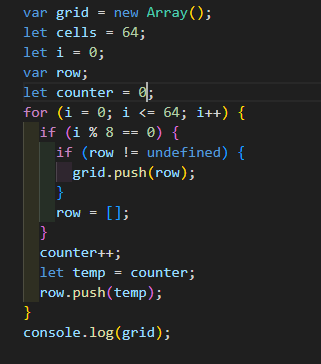 var grid = new Array();
let cells = 64;
let i = 0;
var row;
let counter = 0;
for (i = 0; i <= 64; i++) {
  if (i % 8 == 0) {
    if (row != undefined) {
      grid.push(row);
    }
    row = [];
  }
  counter++;
  let temp = counter;
  row.push(temp);
}
console.log(grid);